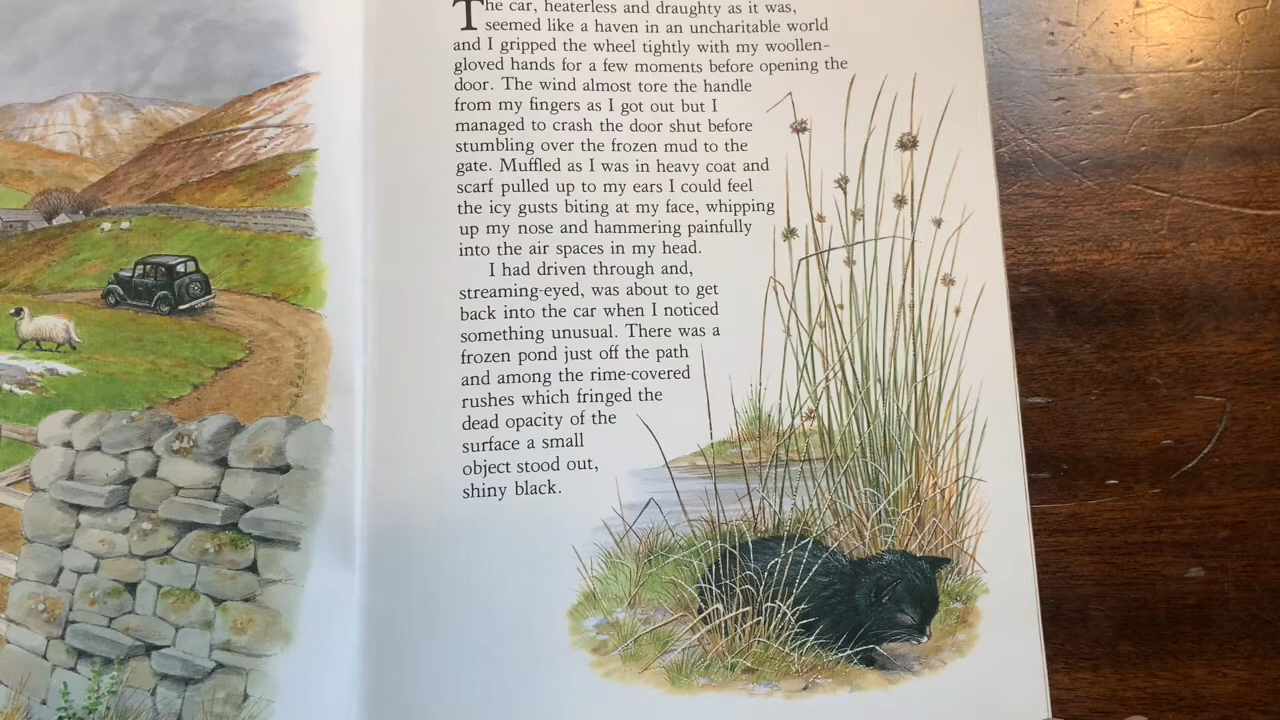 The car, heaterless and draughty as it was,
seemed like a haven in an uncharitable world
and I gripped the wheel tightly with my woollen-
gloved hands for a few moments before opening the
door. The wind almost tore the handle
from my fingers as I got out but I
managed to crash the door shut before
stumbling over the frozen mud to the
gate. Muffled as I was in heavy coat and
scarf pulled up to my ears I could feel
the icy gusts biting at my face, whipping
up my nose and hammering painfully
into the air spaces in my head.
I had driven through and,
streaming-eyed, was about to get
back into the car when I noticed
something unusual. There was a
frozen pond just off the path
and among the rime-covered
rushes which fringed the
dead opacity of the
surface a small
object stood out,
shiny black.